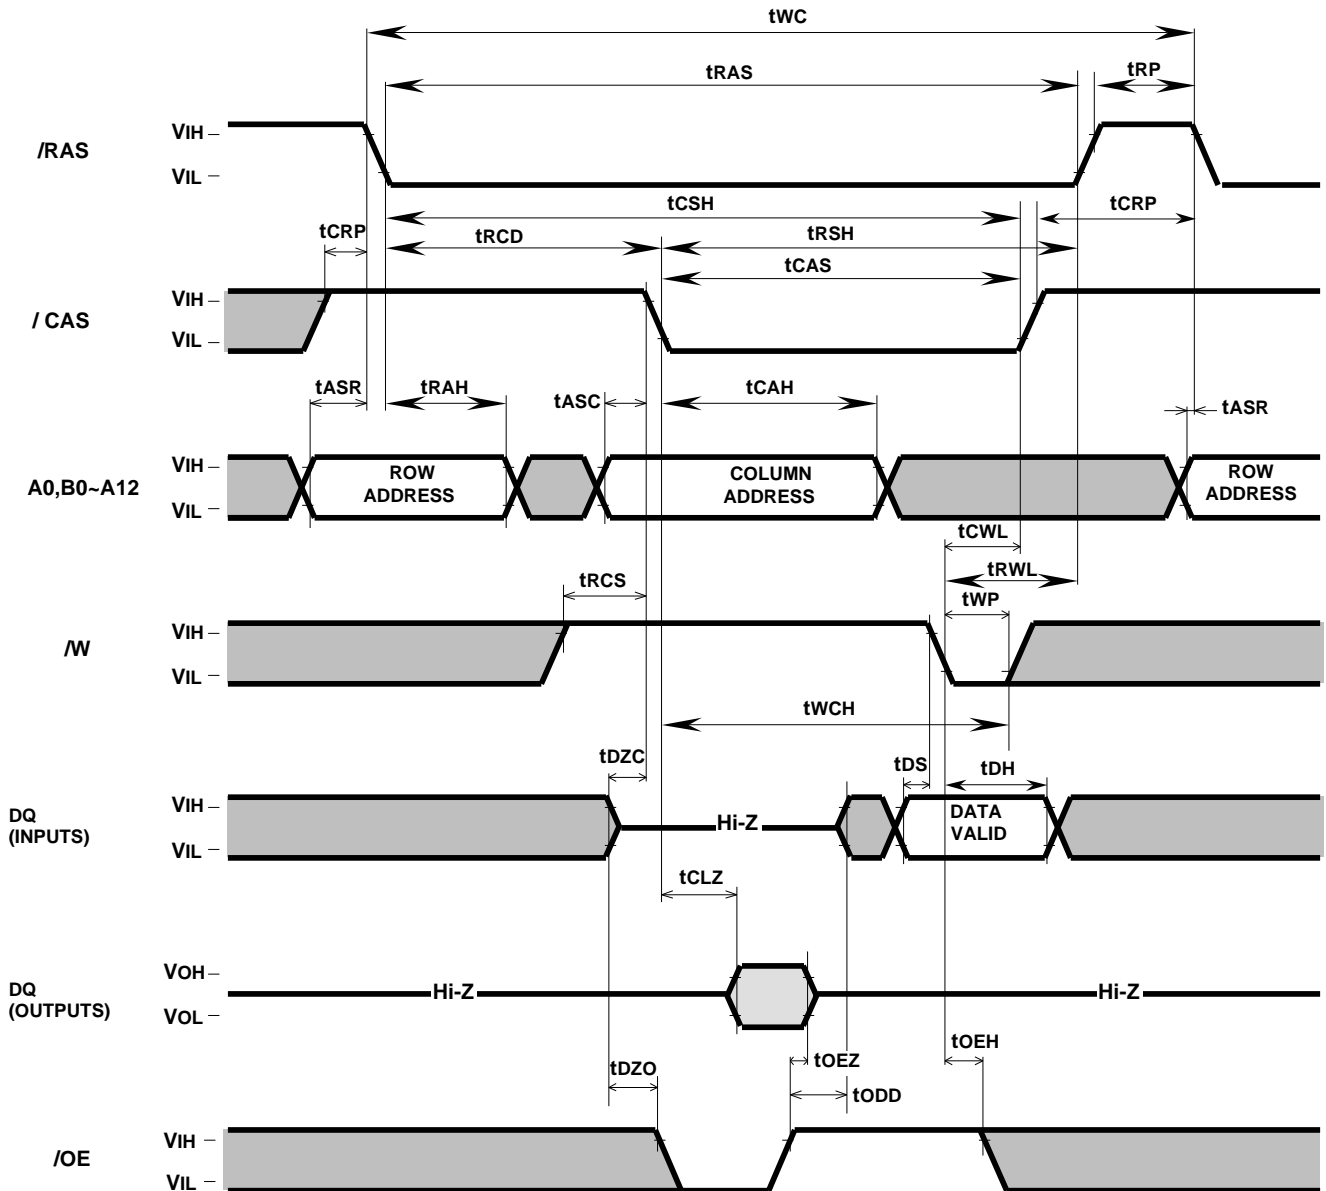 tWC
tRAS
tRP
/RAS
VIH
VIL
tCSH
tCRP
tCRP
tRCD
tRSH
tCAS
/ CAS
VIH
VIL
tASR
tRAH
tASC
tCAH
tASR
A0,B0~A12
VIH
VIL
ROW
ADDRESS
COLUMN
ADDRESS
ROW
ADDRESS
tCWL
tRWL
tRCS
tWP
/W
VIH
VIL
tWCH
tDZC
tDS
tDH
DQ
(INPUTS)
VIH
VIL
Hi-Z
DATA
VALID
tCLZ
DQ
(OUTPUTS)
VOH
VOL
Hi-Z
Hi-Z
tOEH
tOEZ
tDZO
tODD
/OE
VIH
VIL